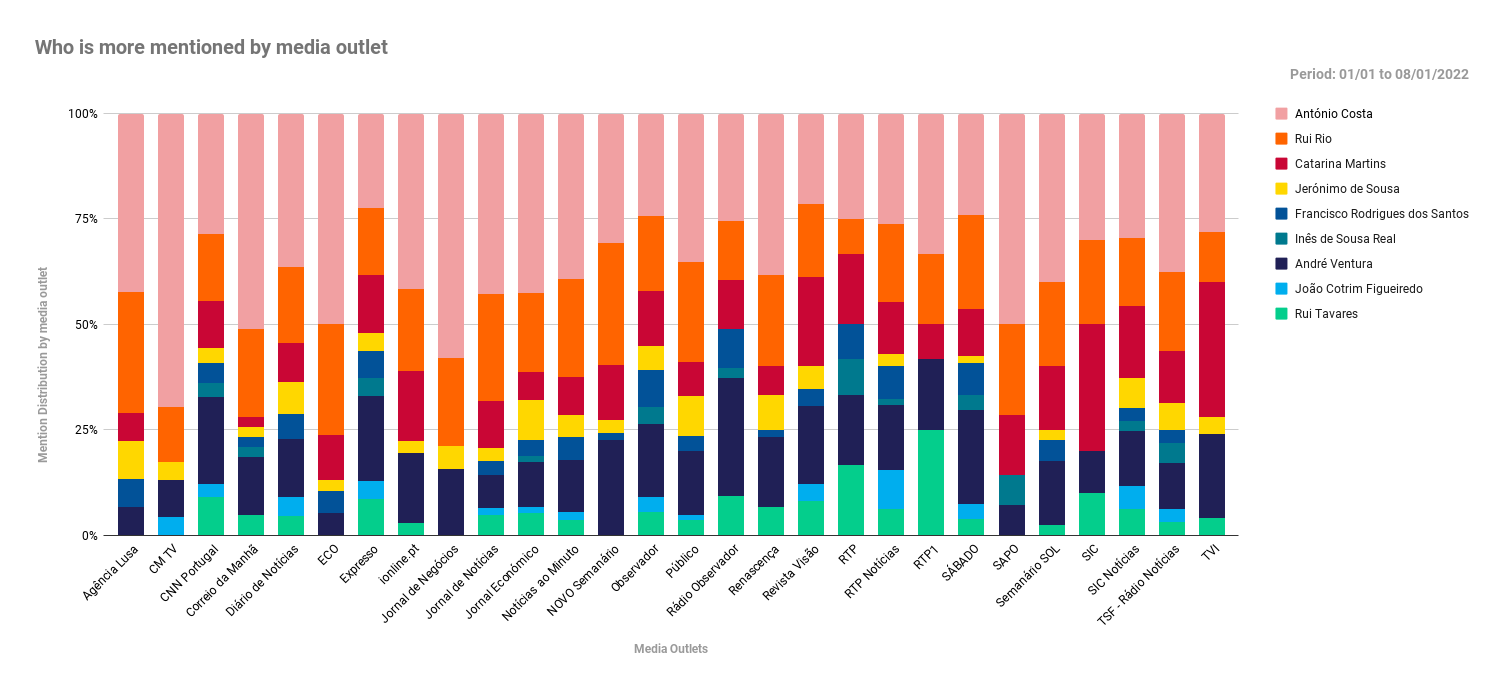 Who is more mentioned by media outlet
Period: 01/01 to 08/01/2022
Mention Distribution by media outlet
100%
75%
50%
25%
0%
António Costa
Rui Rio
Catarina Martins
Jerónimo de Sousa
Francisco Rodrigues dos Santos
Inês de Sousa Real
André Ventura
João Cotrim Figueiredo
Rui Tavares
Agência Lusa
CM TV
CNN Portugal
Correio da Manhã
Diário de Notícias
ECO
Expresso
ionline.pt
Jornal de Negócios
Jornal de Notícias
Jornal Económico
Notícias ao Minuto
NOVO Semanário
Observador
Público
Rádio Observador
Renascença
Revista Visão
RTP
RTP Notícias
RTP1
SÁBADO
SAPO
Semanário SOL
SIC
SIC Notícias
TSF - Rádio Notícias
TVI
Media Outlets